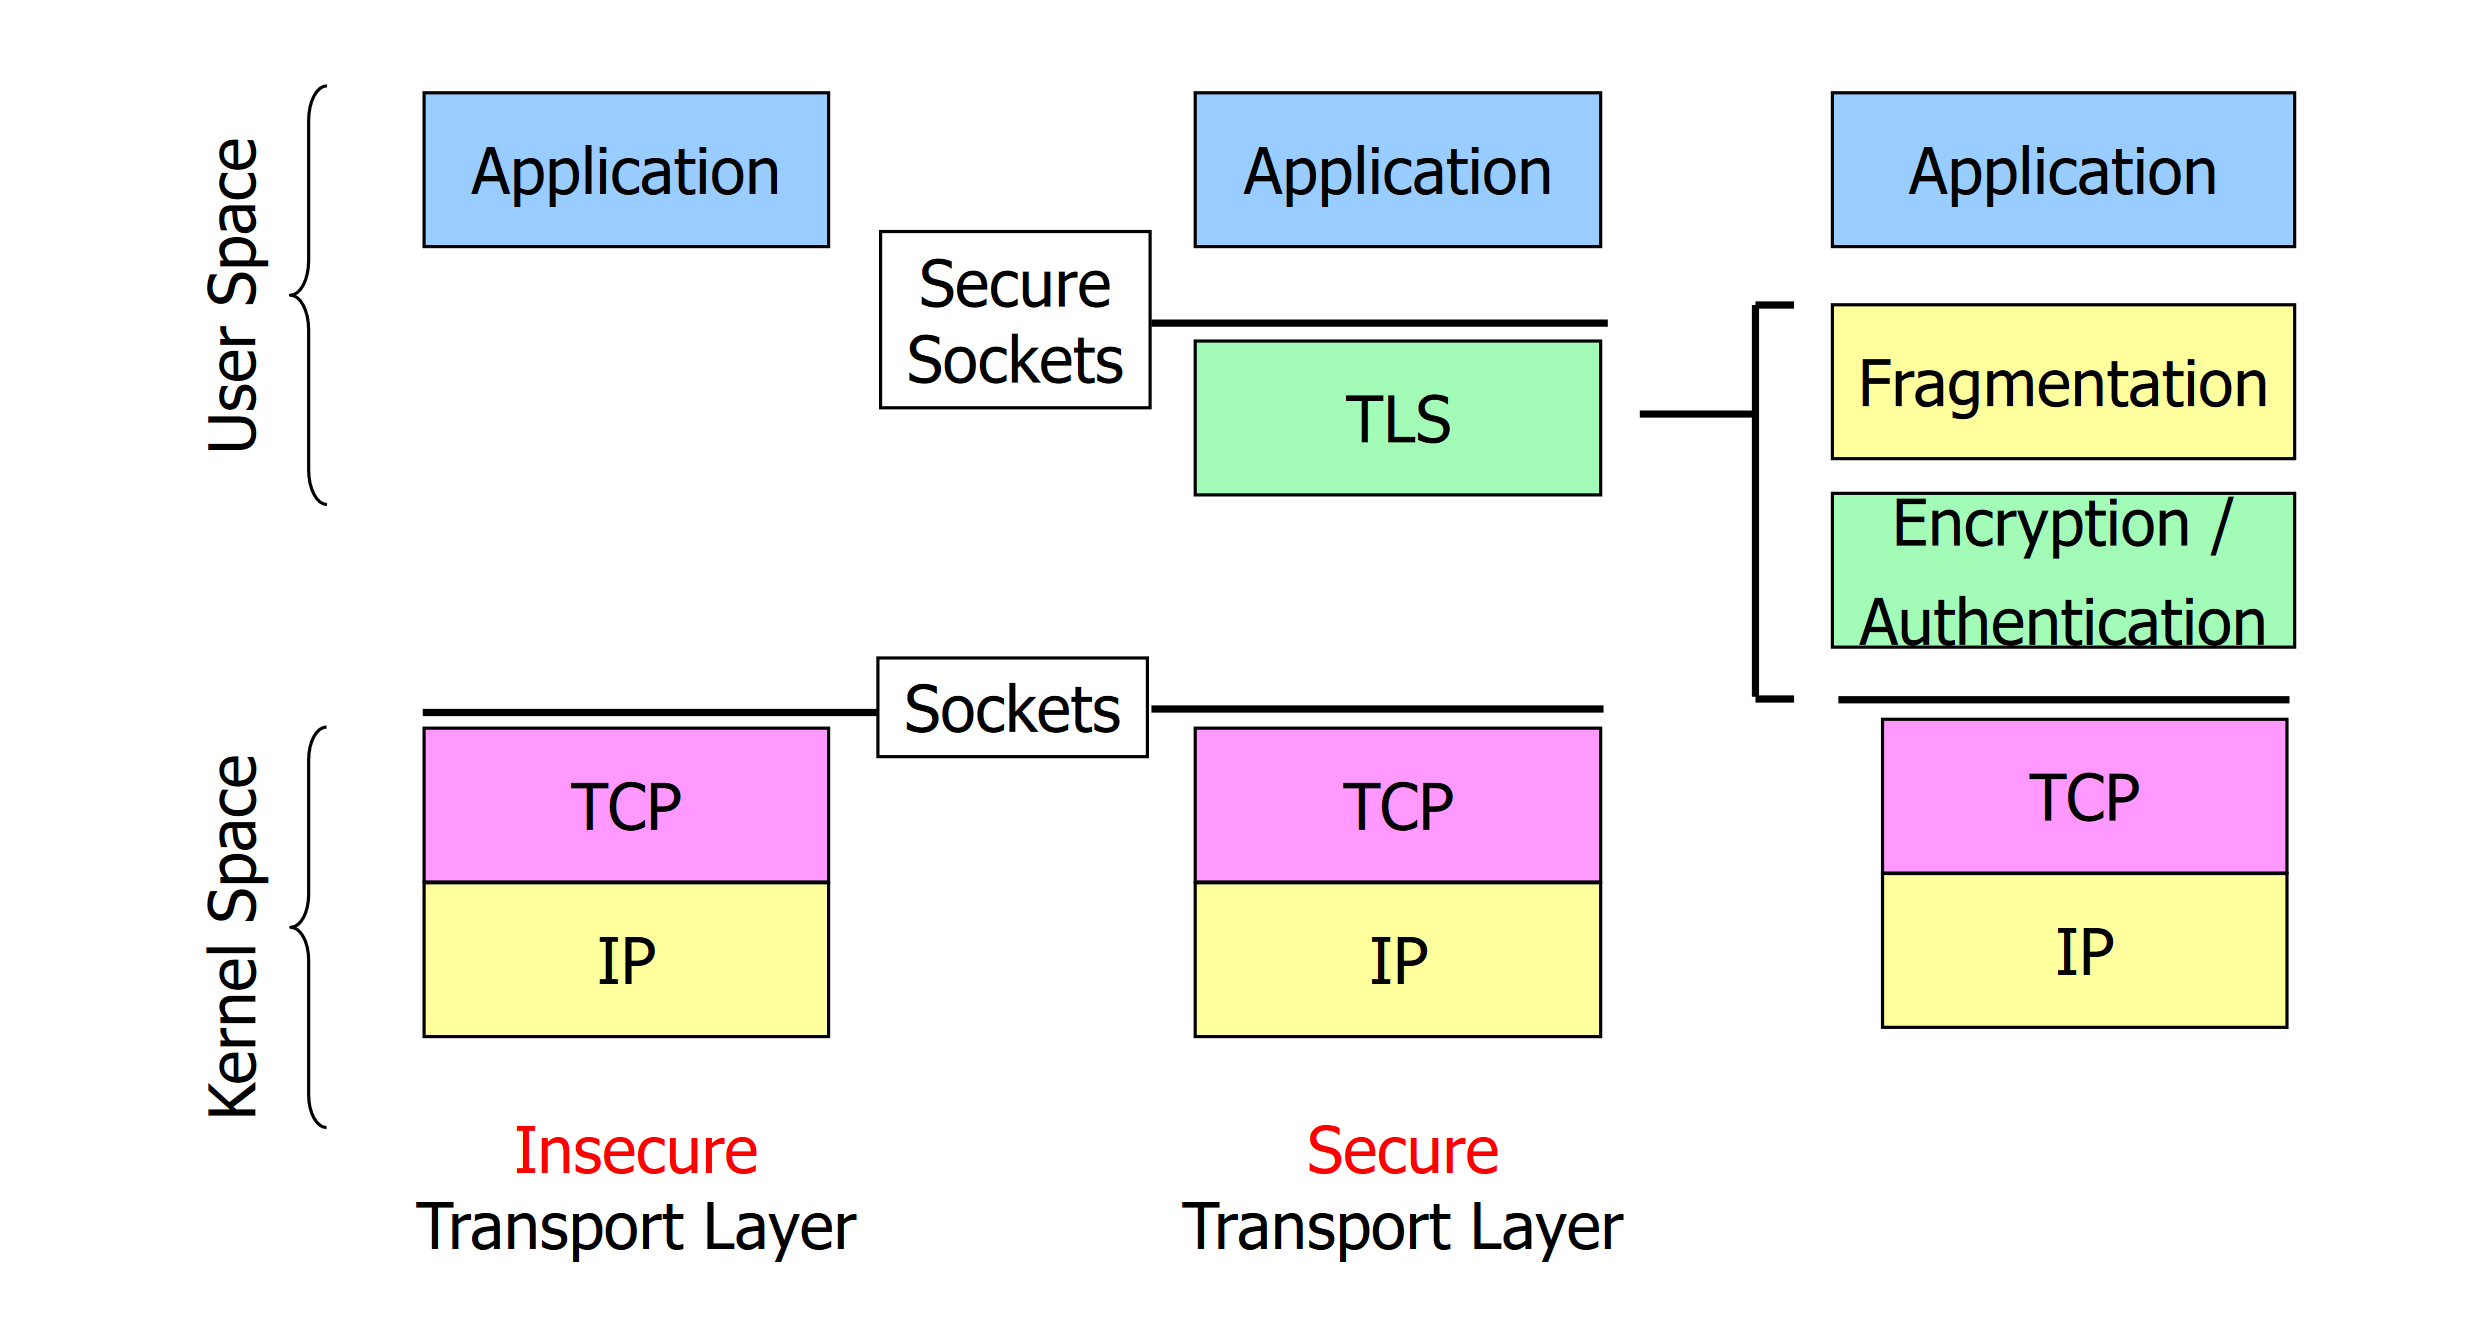 User Space
Application
Application
Application
Secure
Sockets
TLS
Fragmentation
Encryption /
Authentication
Sockets
Kernel Space
TCP
TCP
TCP
IP
IP
IP
Insecure
Transport Layer
Secure
Transport Layer